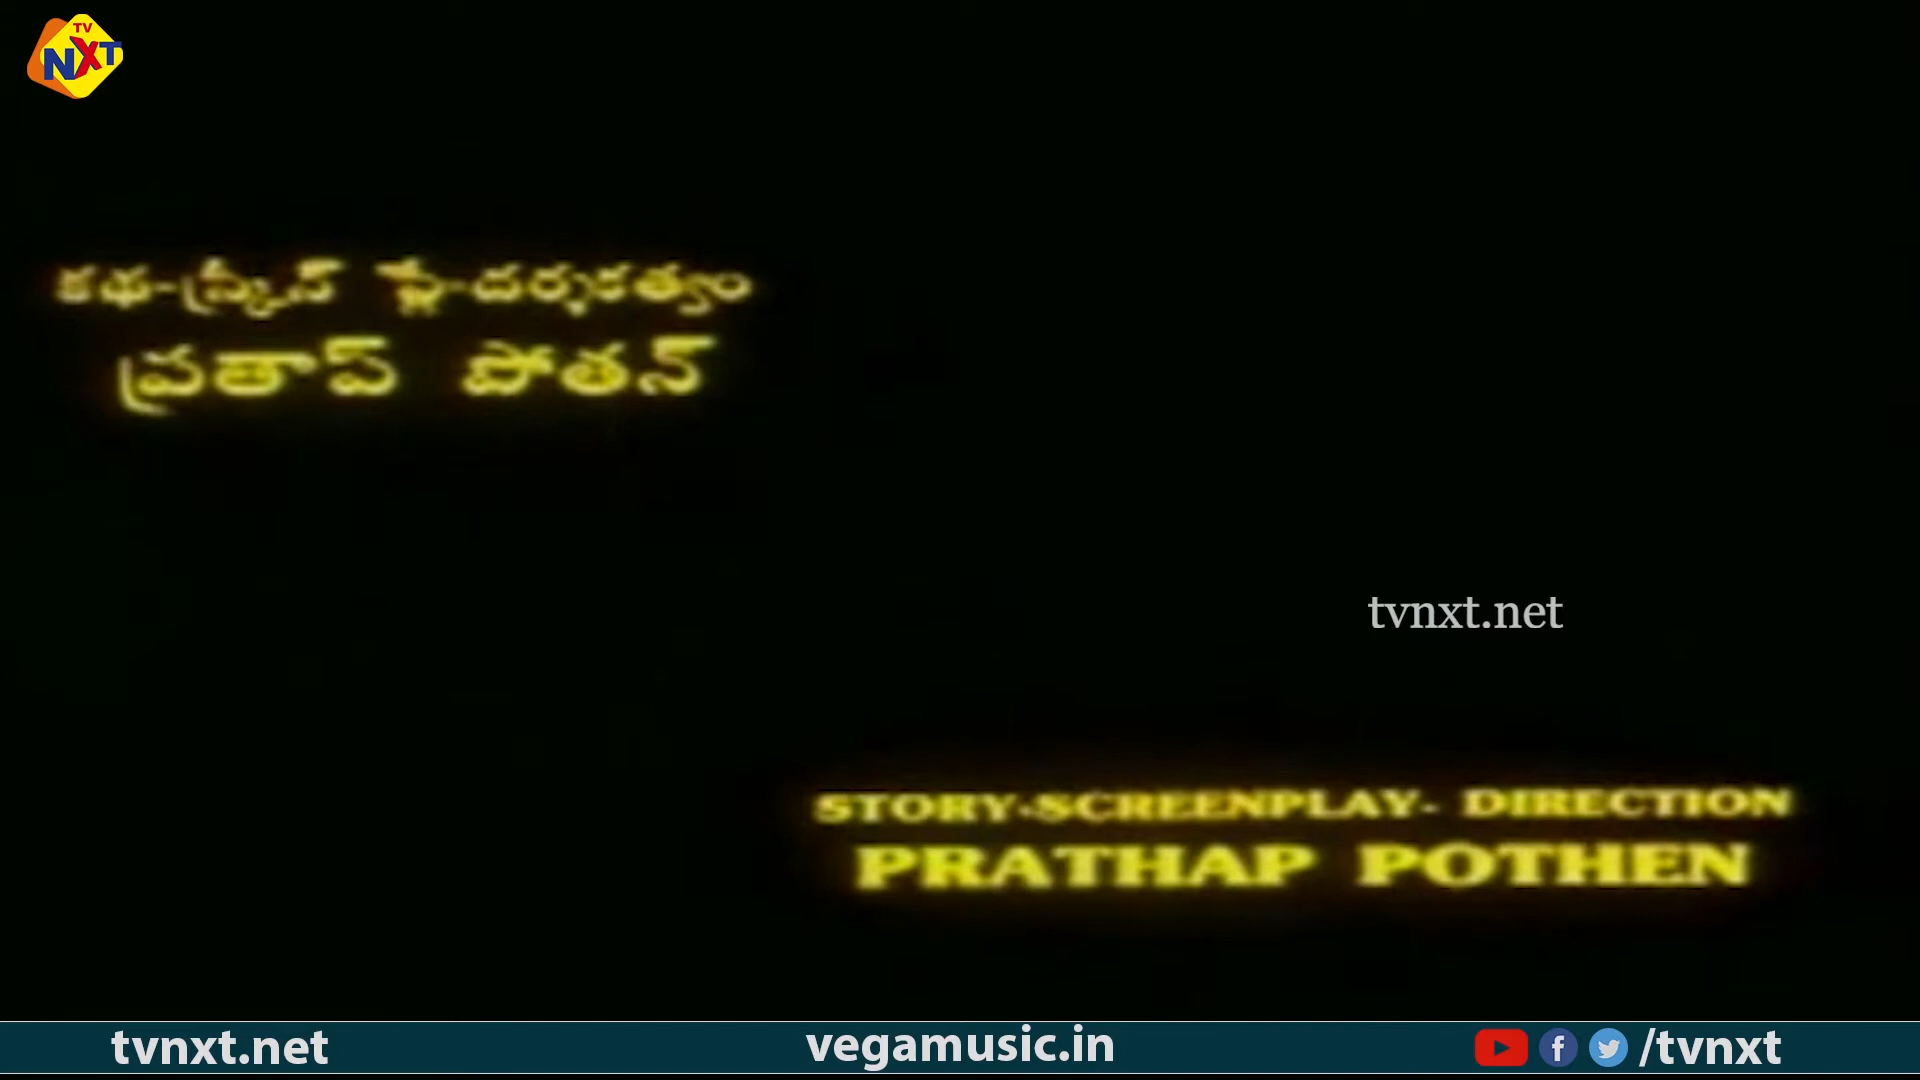 TV
NXT
కథ-స్క్రీన్ ప్లే-దర్శకత్వం
ప్రతాప్ పోతన్
tvnxt.net
STORY-SCREENPLAY- DIRECTION
PRATHAP POTHEN
tvnxt.net
vegamusic.in
/tvnxt